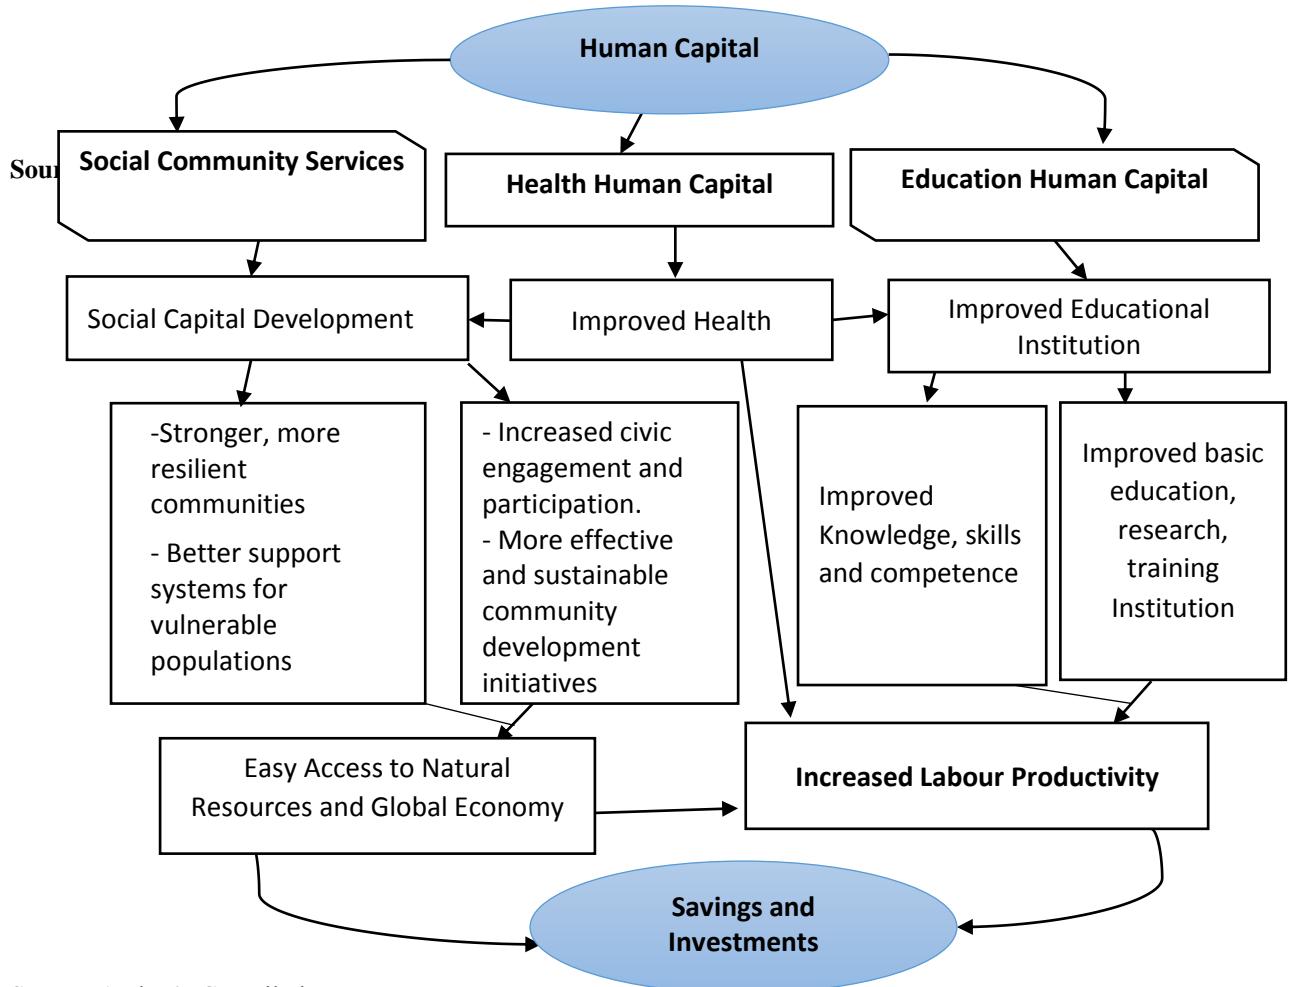 Human Capital
Social Community Services
Health Human Capital
Education Human Capital
Social Capital Development
Improved Health
Improved Educational
Institution
-Stronger, more
resilient
communities
- Better support
systems for
vulnerable
populations
- Increased civic
engagement and
participation.
- More effective
and sustainable
community
development
initiatives
Improved
Knowledge, skills
and competence
Improved basic
education,
research,
training
Institution
Easy Access to Natural
Resources and Global Economy
Increased Labour Productivity
Savings and
Investments